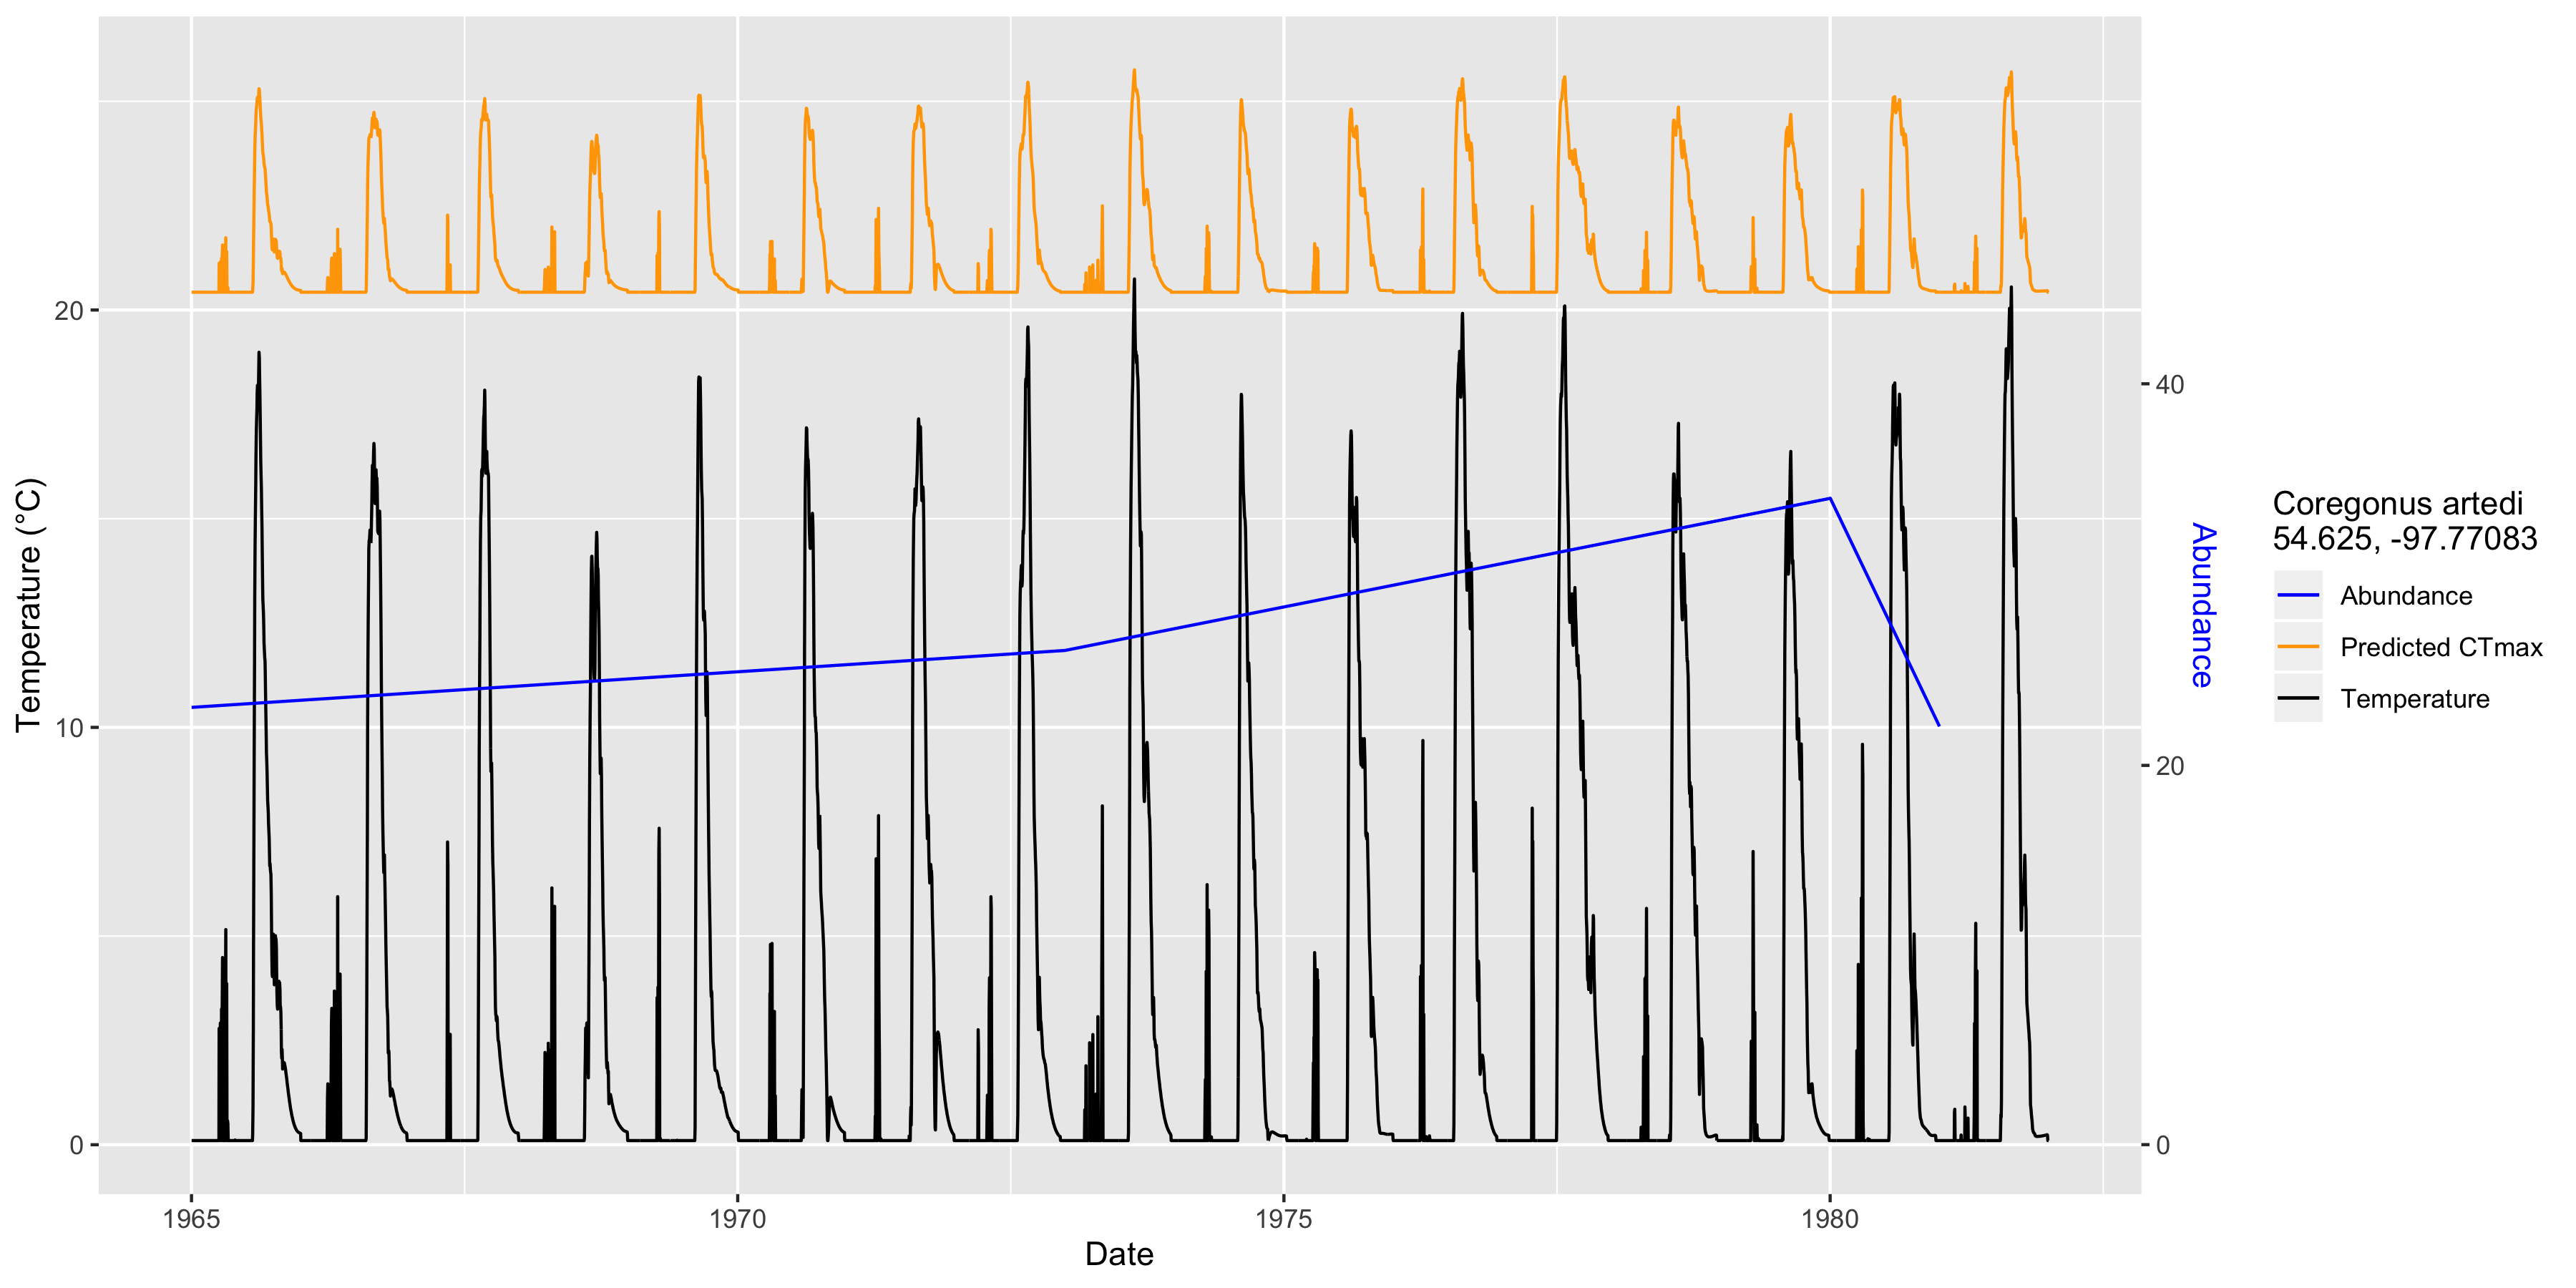 Temperature (°C)
20
10
0
1965
1970
1975
1980
Date
40
20
0
Abundance
Coregonus artedi
54.625, -97.77083
Abundance
Predicted CTmax
Temperature